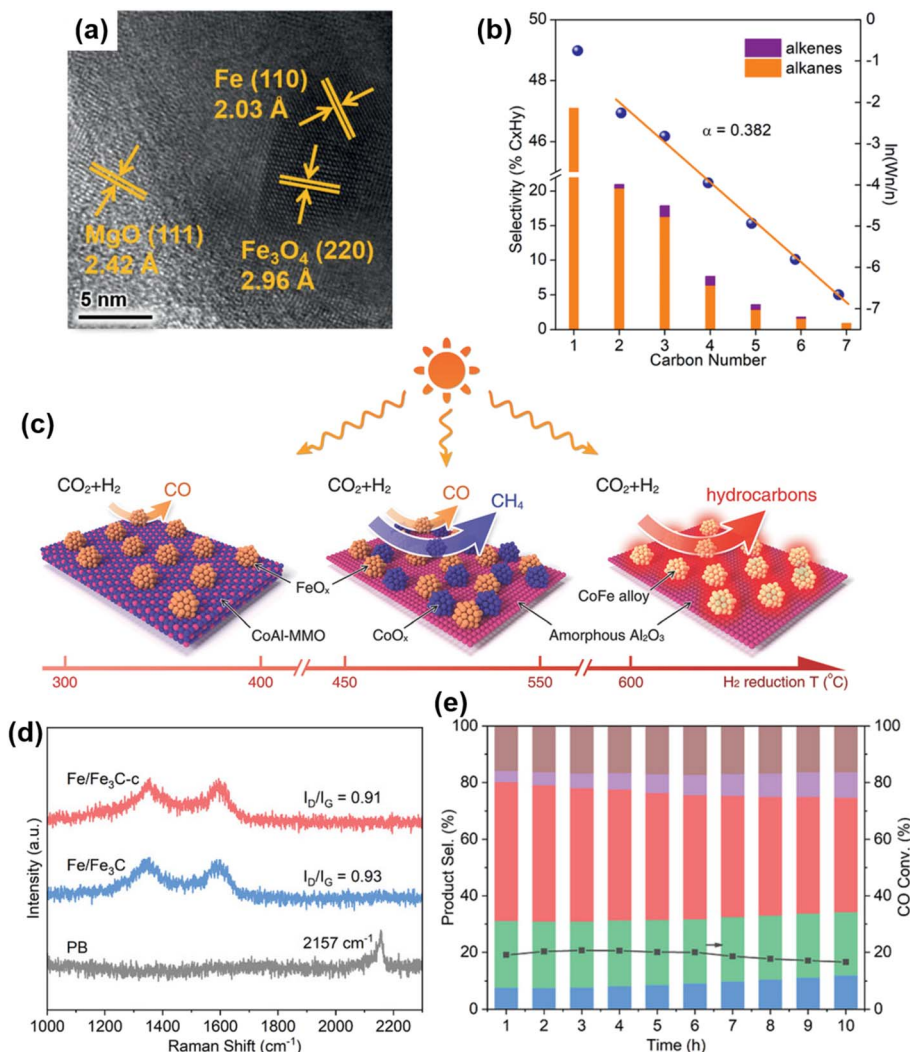 (a)
Fe (110)
2.03 Å
MgO (111)
2.42 Å
Fe₃O₄ (220)
2.96 Å
5 nm
(b)
50
48
46
20
15
10
5
0
Selectivity (% CxHy)
alkenes
alkanes
α = 0.382
0
-1
-2
-3
-4
-5
-6
-7
ln(Wn/n)
1 2 3 4 5 6 7
Carbon Number
(c)
CO₂+H₂
CO
CO₂+H₂
CO
CH₄
CO₂+H₂
hydrocarbons
FeOₓ
CoAl-MMO
CoOₓ
CoFe alloy
Amorphous Al₂O₃
300 400 450 550 600 H₂ reduction T (°C)
(d)
Fe/Fe₃C-c
I_D/I_G = 0.91
Fe/Fe₃C
I_D/I_G = 0.93
PB
2157 cm⁻¹
Intensity (a.u.)
1000 1200 1400 1600 1800 2000 2200
Raman Shift (cm⁻¹)
(e)
100
80
60
40
20
0
Product Sel. (%)
100
80
60
40
20
0
CO Conv. (%)
1 2 3 4 5 6 7 8 9 10
Time (h)